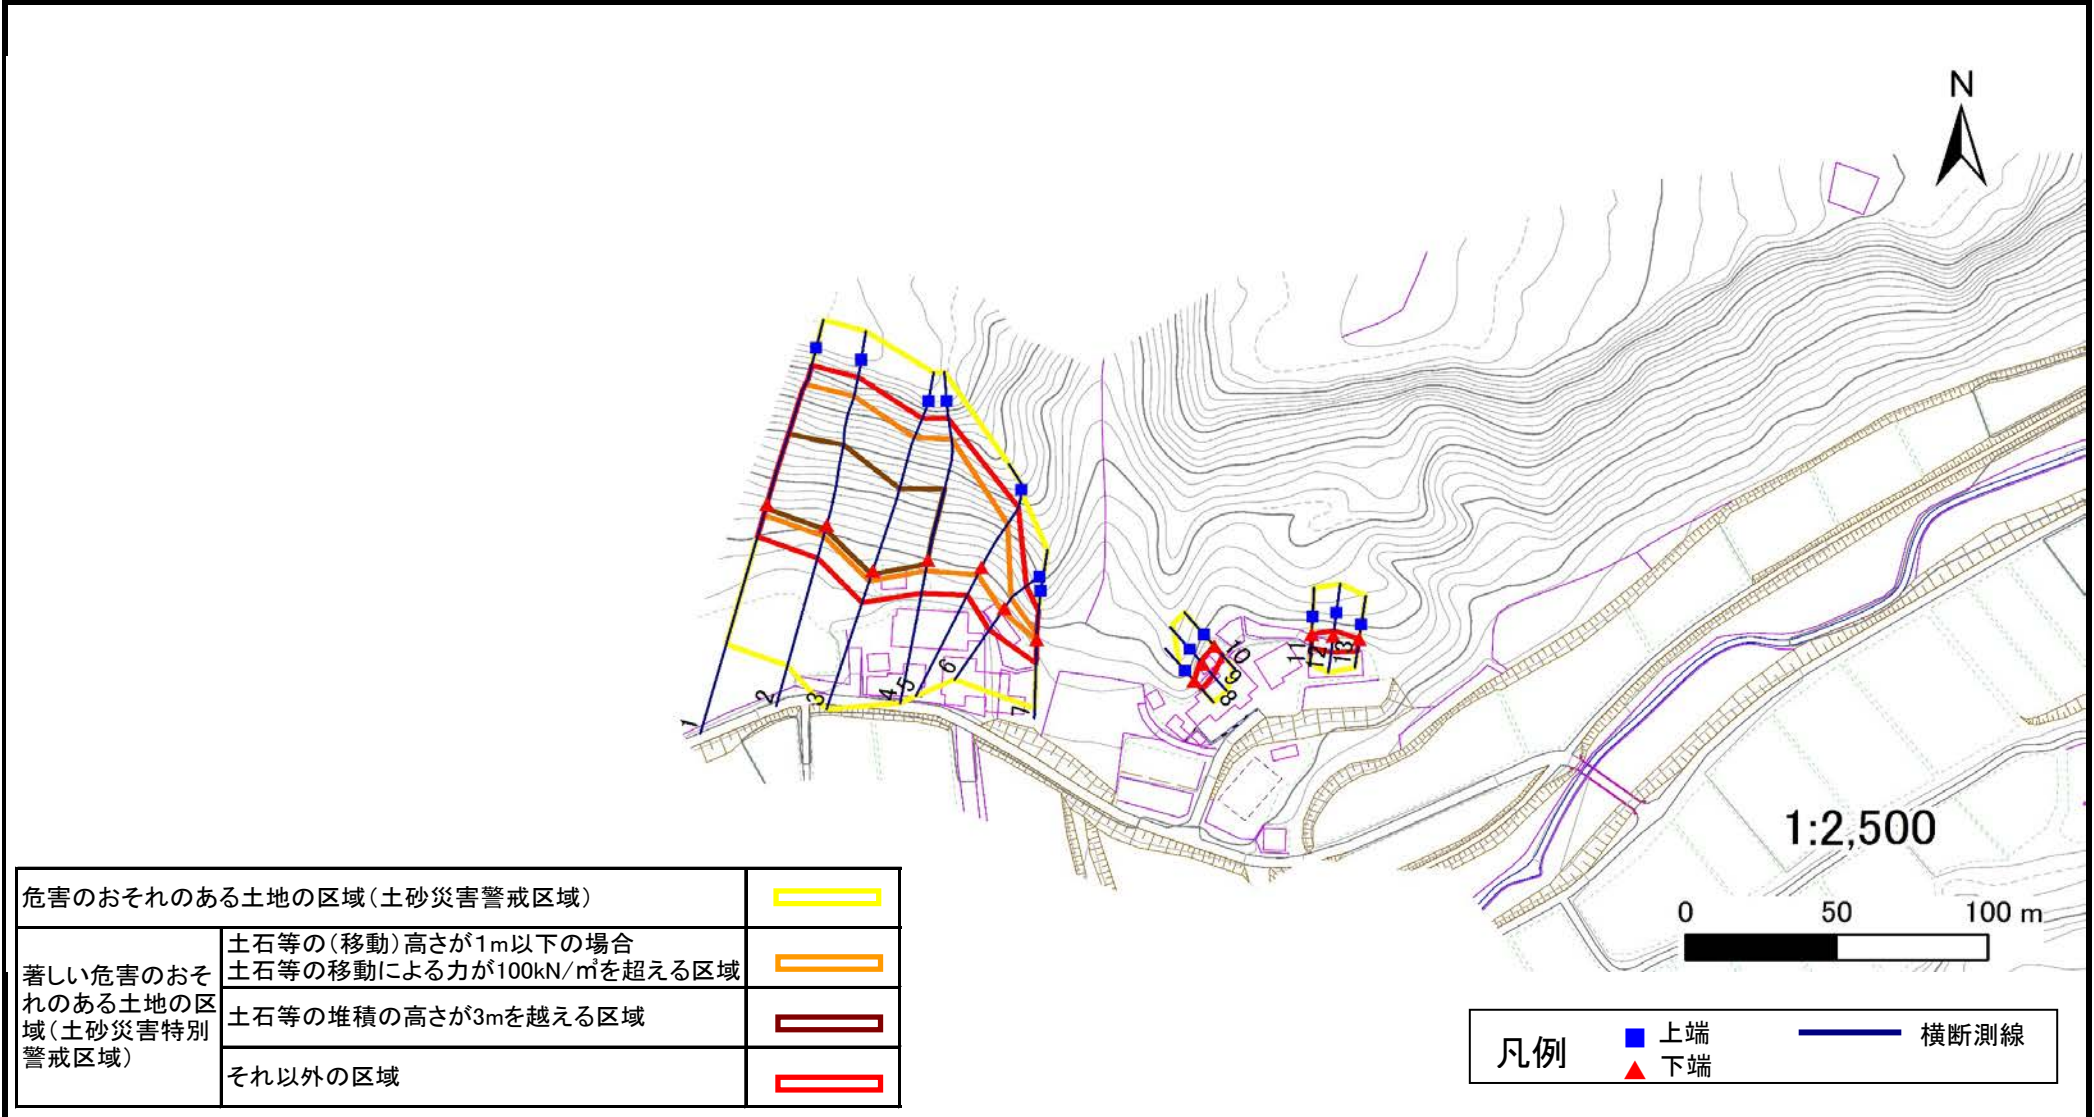 N
1
2
3
4
5
6
7
8
9
10
11
12
13
1:2,500
0 50 100 m
危害のおそれのある土地の区域(土砂災害警戒区域)
著しい危害のおそ
れのある土地の区
域(土砂災害特別
警戒区域)
土石等の(移動)高さが1m以下の場合
土石等の移動による力が100kN/㎡を超える区域
土石等の堆積の高さが3mを越える区域
それ以外の区域
凡例
上端
下端
横断測線